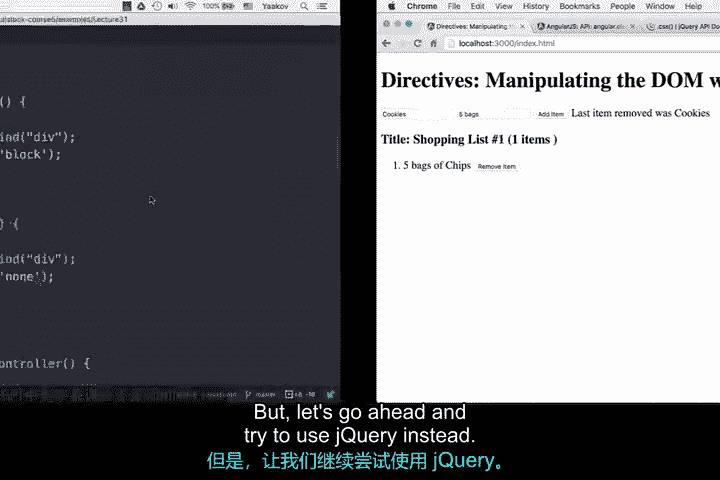 100%
Yaakov
Chrome File Edit View History Bookmarks People Window Help
Directives: Manipulating
AngularJS: API: angular.ele
.css() | jQuery API Do
localhost:3000/index.html
() {
ind("div");
'block');
) {
ind("div");
'none');
ontroller() {
Directives: Manipulating the DOM w
Cookies 5 bags Add Item Last item removed was Cookies
Title: Shopping List #1 (1 items )
1. 5 bags of Chips Remove Item
But, let's go ahead and
try to use jQuery instead.
但是，让我们继续尝试使用 jQuery。